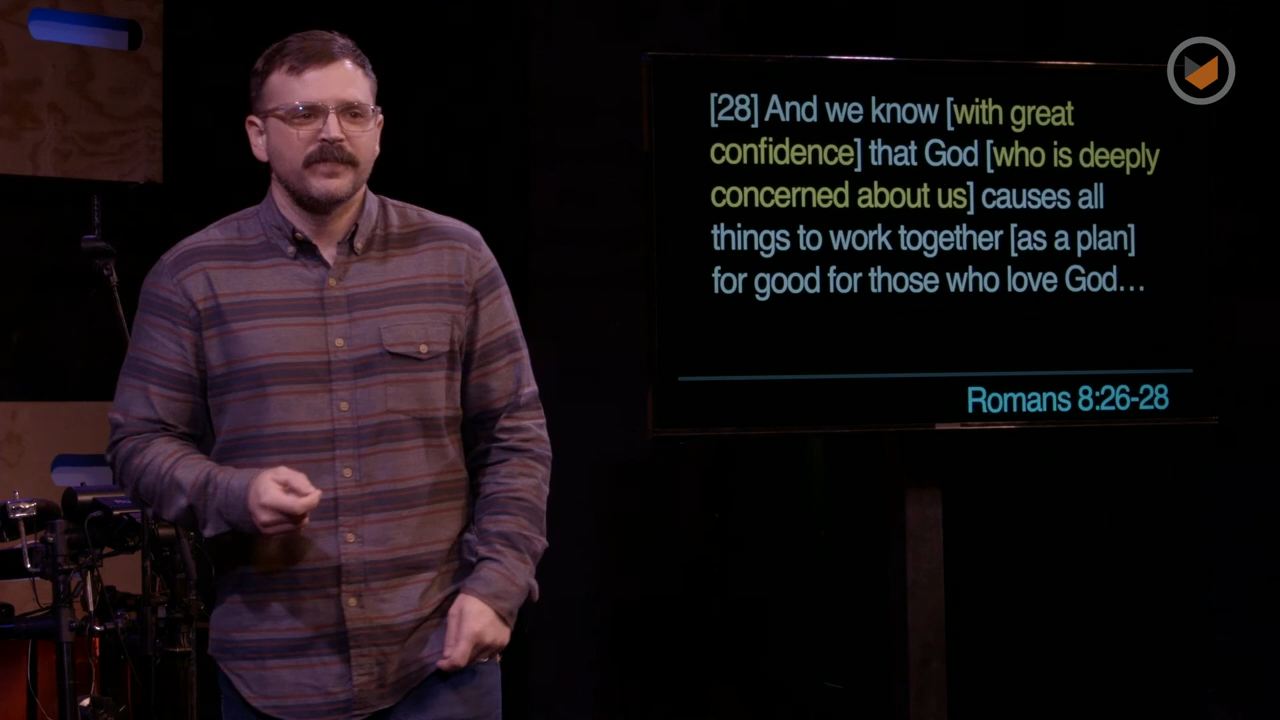 [28] And we know [with great
confidence] that God [who is deeply
concerned about us] causes all
things to work together [as a plan]
for good for those who love God…
Romans 8:26-28